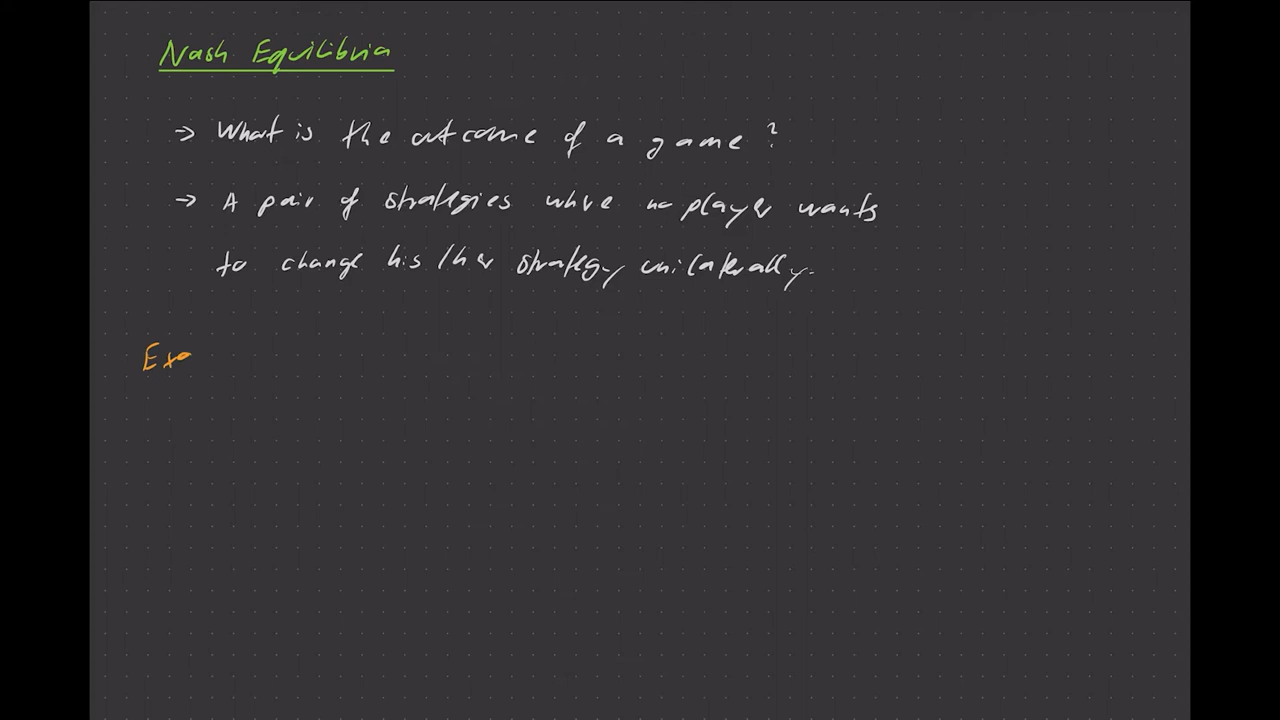 Nash Equilibria
→ What is the outcome of a game?
→ A pair of strategies where no player wants
to change his/her strategy unilaterally.
Exa